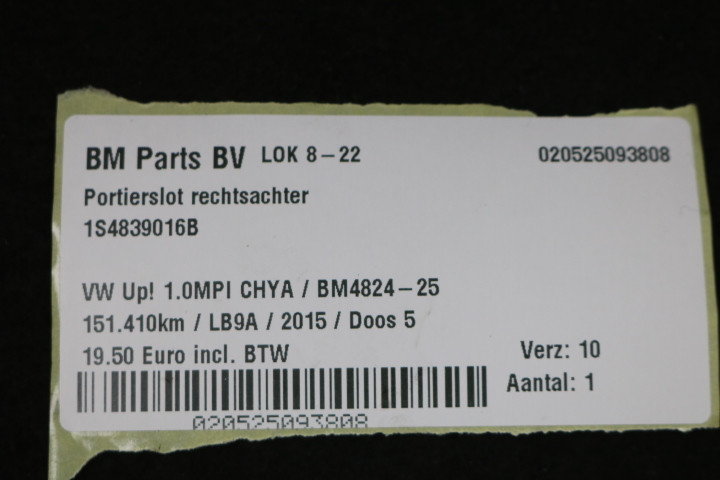 BM Parts BV LOK 8-22 020525093808
Portierslot rechtsachter
1S4839016B
VW Up! 1.0MPI CHYA / BM4824-25
151.410km / LB9A / 2015 / Doos 5
19.50 Euro incl. BTW Verz: 10
Aantal: 1
020525093808